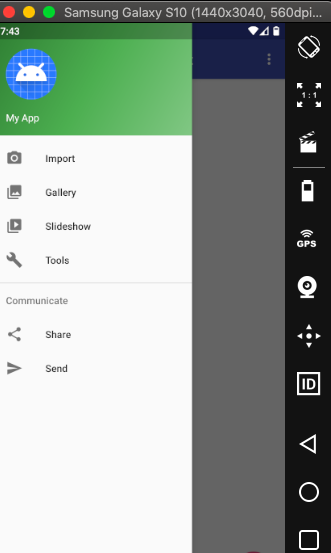 Samsung Galaxy S10 (1440x3040, 560dpi...
7:43
My App
Import
Gallery
Slideshow
Tools
Communicate
Share
Send
1 : 1
GPS
ID